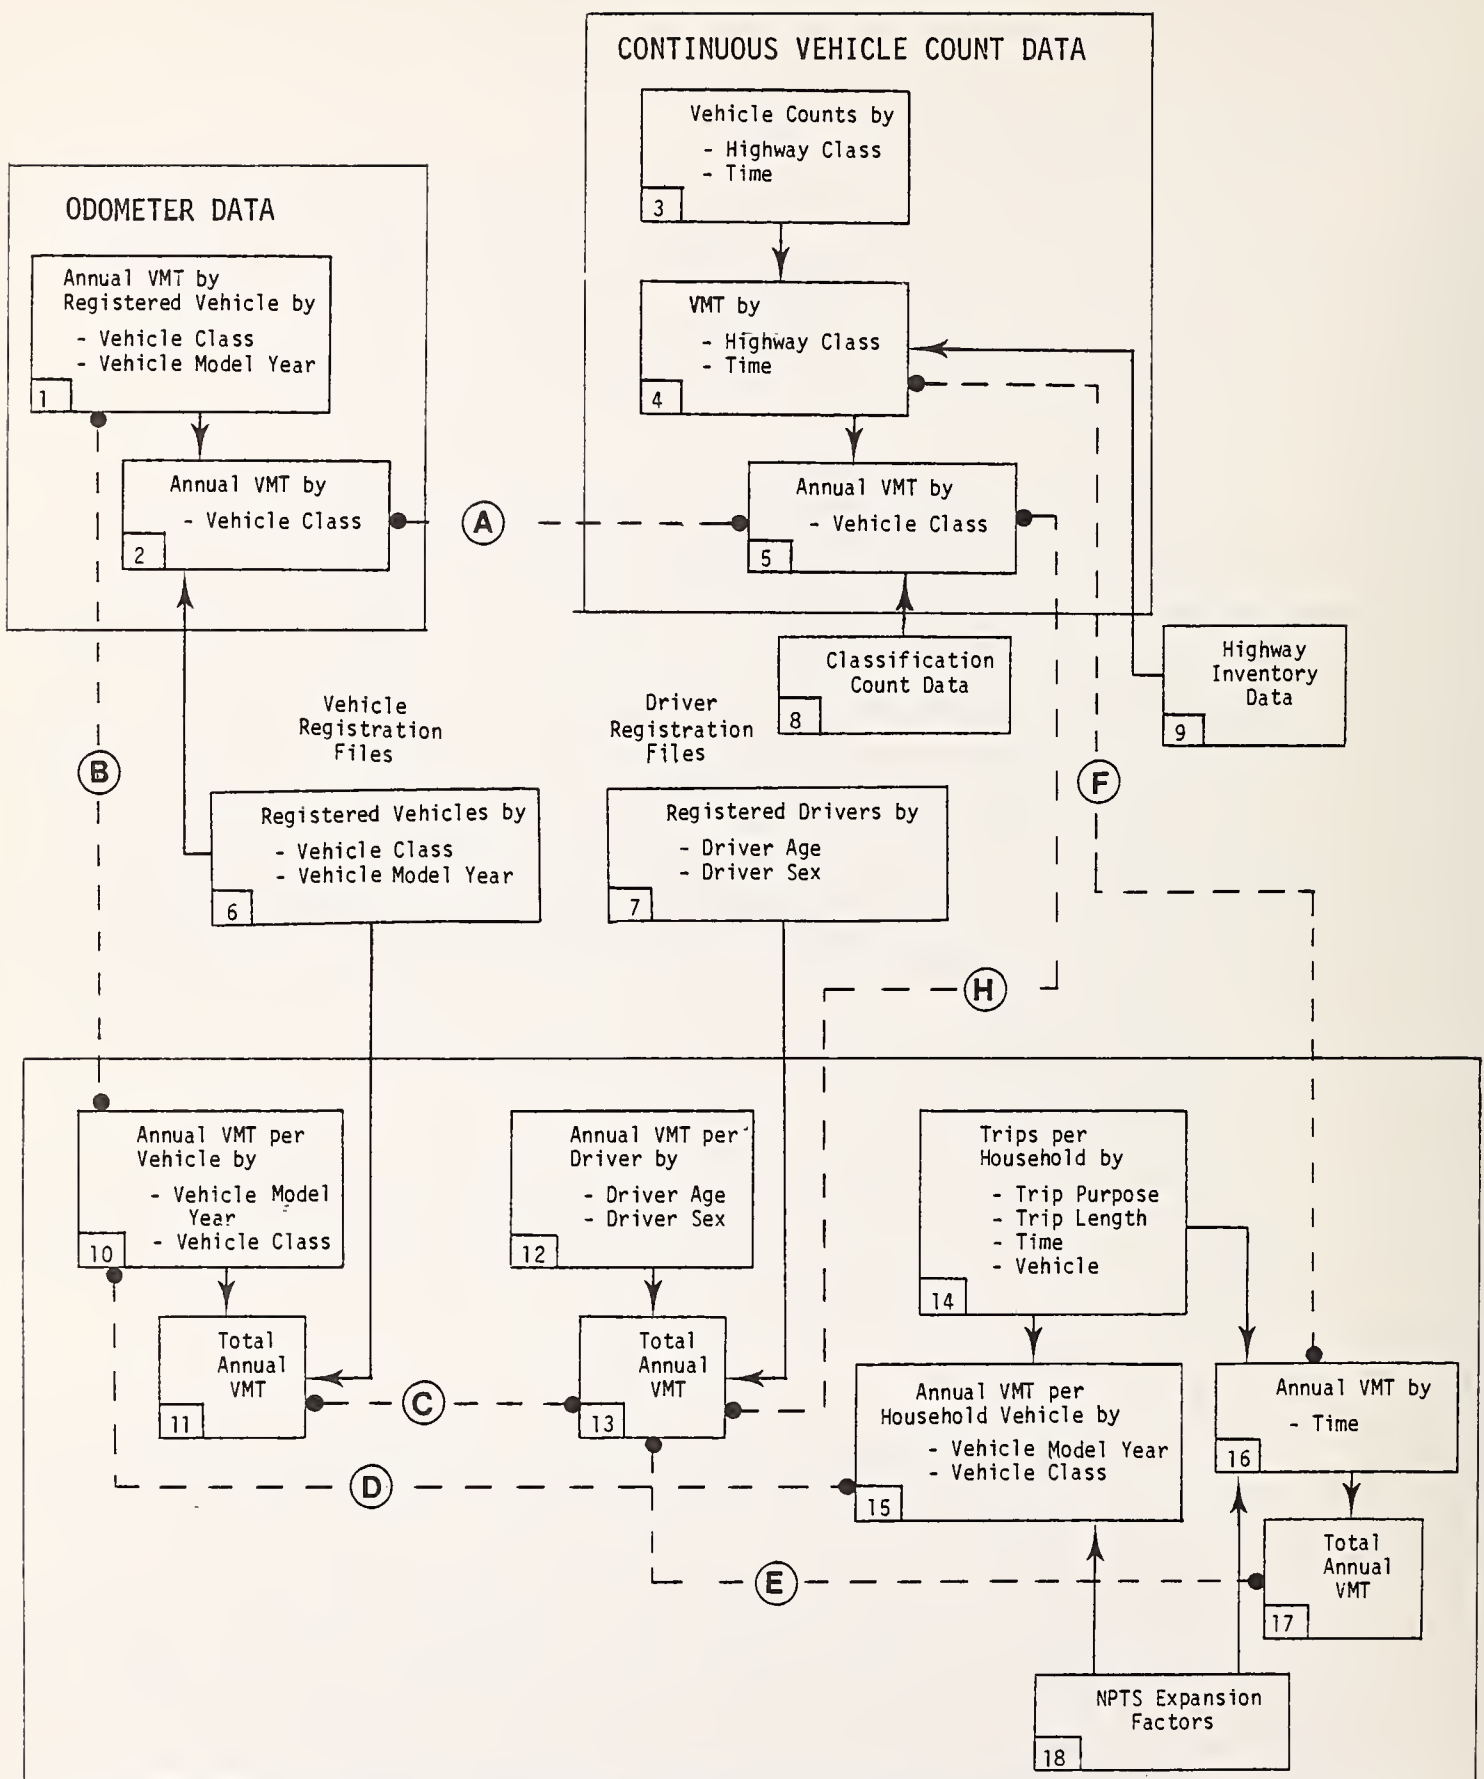 CONTINUOUS VEHICLE COUNT DATA
Vehicle Counts by
- Highway Class
- Time
3
ODOMETER DATA
Annual VMT by
Registered Vehicle by
- Vehicle Class
- Vehicle Model Year
1
VMT by
- Highway Class
- Time
4
Annual VMT by
- Vehicle Class
2
A
Annual VMT by
- Vehicle Class
5
Classification
Count Data
8
Highway
Inventory
Data
9
Vehicle
Registration
Files
Driver
Registration
Files
B
F
Registered Vehicles by
- Vehicle Class
- Vehicle Model Year
6
Registered Drivers by
- Driver Age
- Driver Sex
7
H
Annual VMT per
Vehicle by
- Vehicle Model
Year
- Vehicle Class
10
Annual VMT per
Driver by
- Driver Age
- Driver Sex
12
Trips per
Household by
- Trip Purpose
- Trip Length
- Time
- Vehicle
14
Total
Annual
VMT
11
C
Total
Annual
VMT
13
Annual VMT per
Household Vehicle by
- Vehicle Model Year
- Vehicle Class
15
Annual VMT by
- Time
16
D
E
Total
Annual
VMT
17
NPTS Expansion
Factors
18